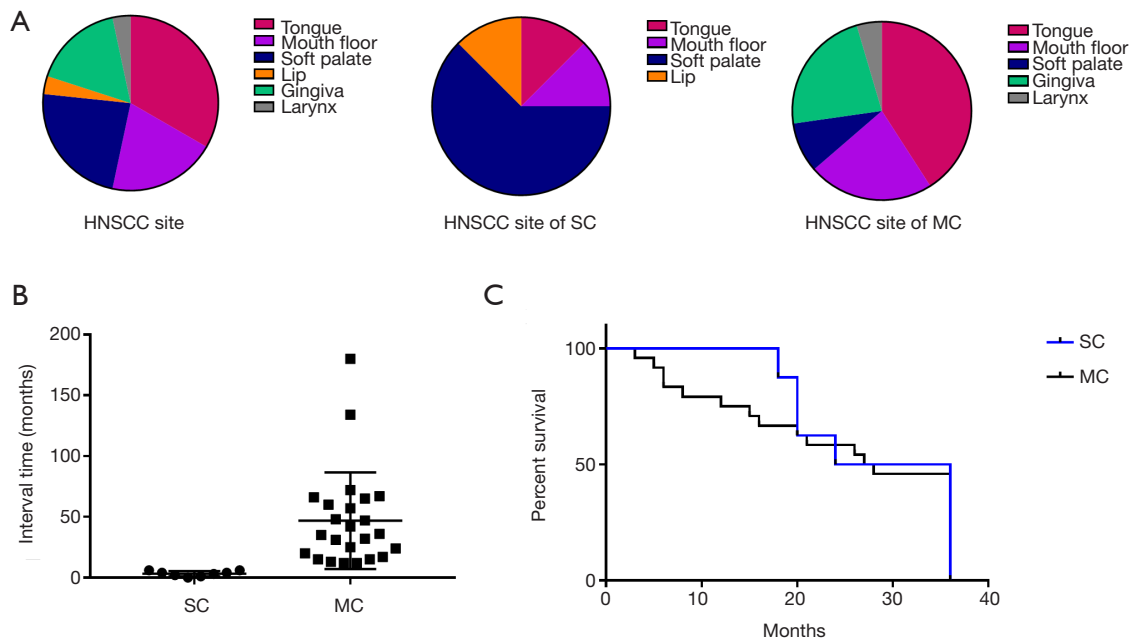 A
Tongue
Mouth floor
Soft palate
Lip
Gingiva
Larynx
HNSCC site
Tongue
Mouth floor
Soft palate
Lip
HNSCC site of SC
Tongue
Mouth floor
Soft palate
Gingiva
Larynx
HNSCC site of MC
B
Interval time (months)
200
150
100
50
0
SC
MC
C
Percent survival
100
50
0
0
10
20
30
40
Months
SC
MC